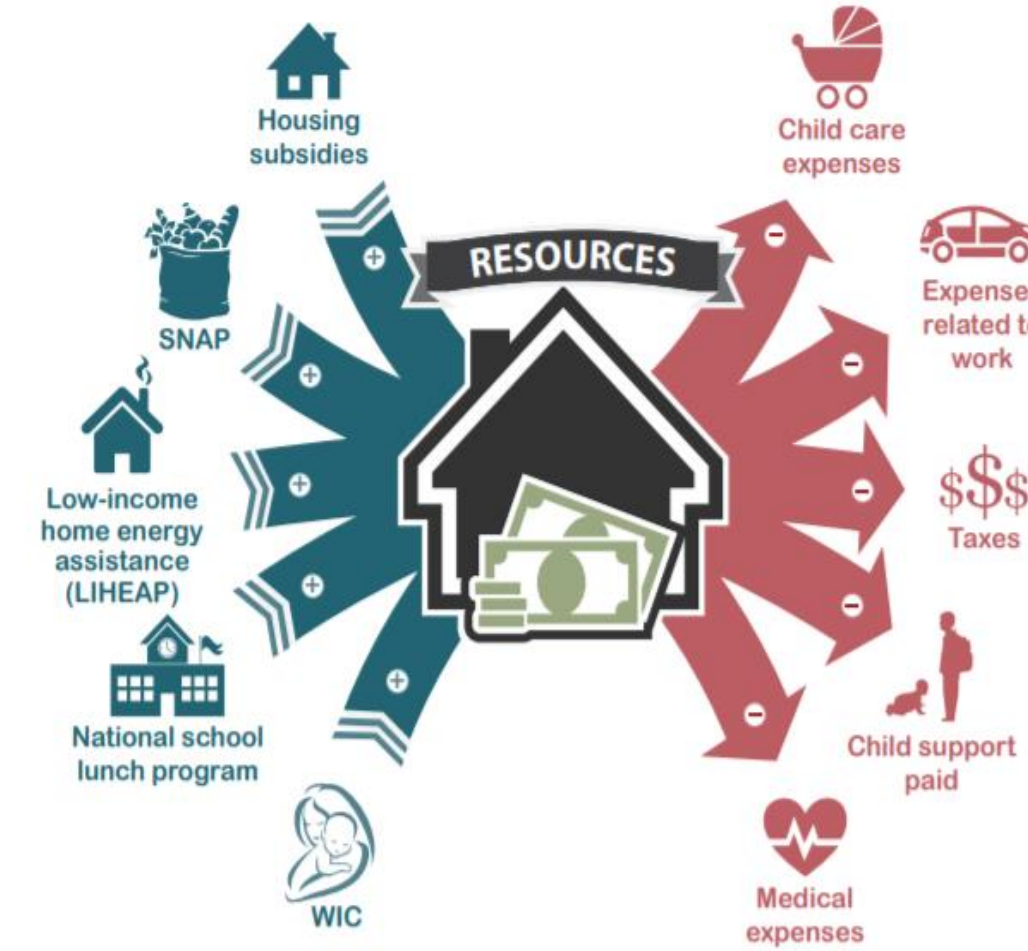 Housing
subsidies
SNAP
Low-income
home energy
assistance
(LIHEAP)
National school
lunch program
WIC
RESOURCES
Child care
expenses
Expense
related t
work
$$$
Taxes
Child support
paid
Medical
expenses